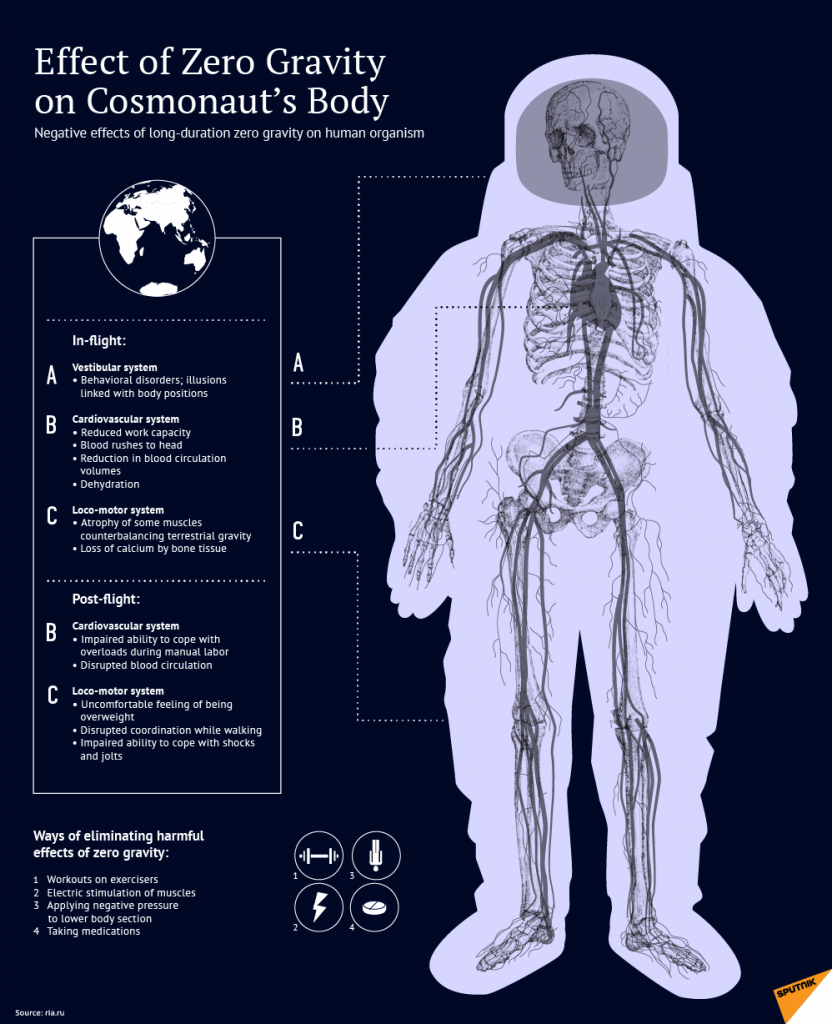 Effect of Zero Gravity
on Cosmonaut's Body
Negative effects of long-duration zero gravity on human organism
In-flight:
A
Vestibular system
• Behavioral disorders; illusions
linked with body positions
B
Cardiovascular system
• Reduced work capacity
• Blood rushes to head
• Reduction in blood circulation
volumes
• Dehydration
C
Loco-motor system
• Atrophy of some muscles
counterbalancing terrestrial gravity
• Loss of calcium by bone tissue
Post-flight:
B
Cardiovascular system
• Impaired ability to cope with
overloads during manual labor
• Disrupted blood circulation
C
Loco-motor system
• Uncomfortable feeling of being
overweight
• Disrupted coordination while walking
• Impaired ability to cope with shocks
and jolts
A
B
C
Ways of eliminating harmful
effects of zero gravity:
1 Workouts on exercisers
2 Electric stimulation of muscles
3 Applying negative pressure
to lower body section
4 Taking medications
1
3
2
4
SPUTNIK
Source: ria.ru